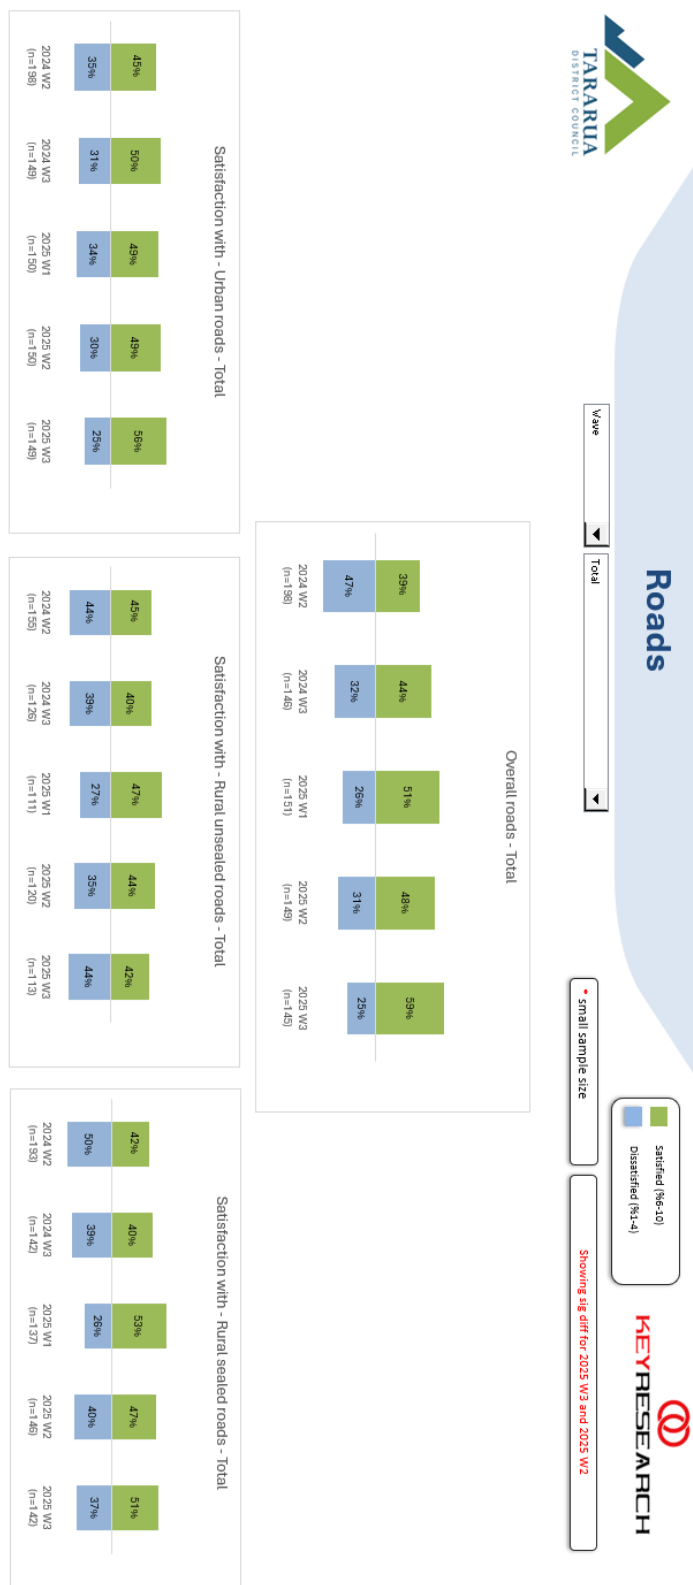 TARARUA
DISTRICT COUNCIL
Roads
KEYRESEARCH
Satisfied (%6-10)
Dissatisfied (%1-4)
Wave
Total
* small sample size
Showing sig diff for 2025 W3 and 2025 W2
Overall roads - Total
39% 44% 51% 48% 59%
47% 32% 26% 31% 25%
2024 W2 2024 W3 2025 W1 2025 W2 2025 W3
(n=198) (n=146) (n=151) (n=149) (n=145)
Satisfaction with - Urban roads - Total
45% 50% 49% 49% 56%
35% 31% 34% 30% 25%
2024 W2 2024 W3 2025 W1 2025 W2 2025 W3
(n=198) (n=149) (n=150) (n=150) (n=149)
Satisfaction with - Rural unsealed roads - Total
45% 40% 47% 44% 42%
44% 39% 27% 35% 44%
2024 W2 2024 W3 2025 W1 2025 W2 2025 W3
(n=155) (n=126) (n=111) (n=120) (n=113)
Satisfaction with - Rural sealed roads - Total
42% 40% 53% 47% 51%
50% 39% 26% 40% 37%
2024 W2 2024 W3 2025 W1 2025 W2 2025 W3
(n=193) (n=142) (n=137) (n=146) (n=142)